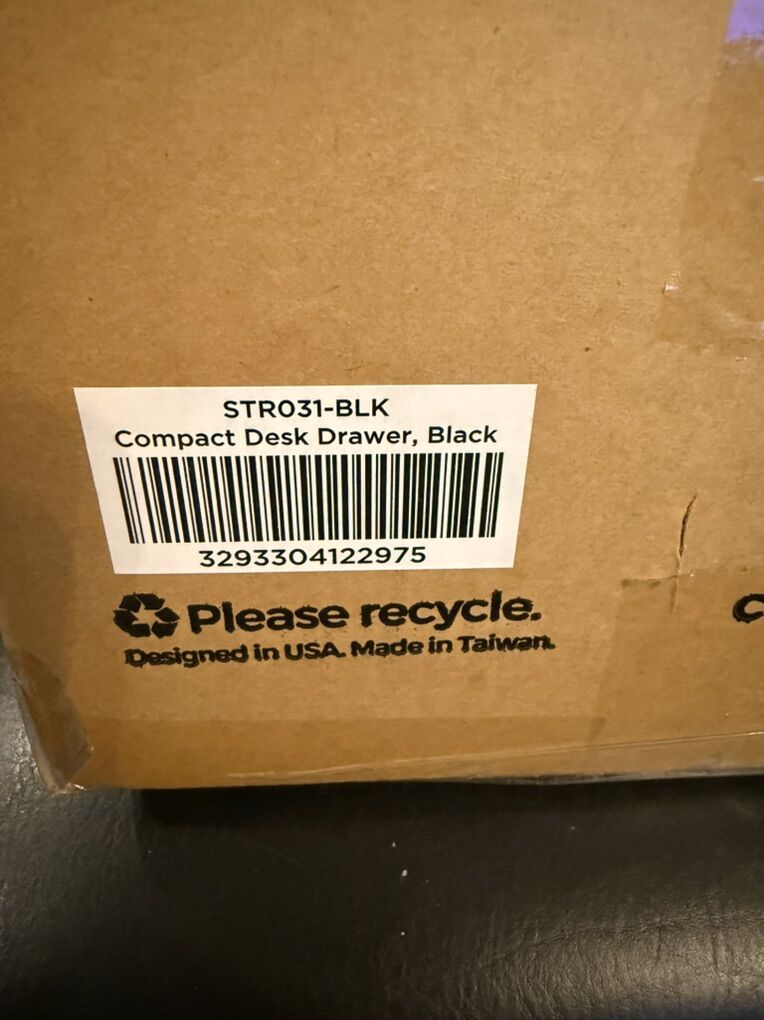 STR031-BLK
Compact Desk Drawer, Black
3293304122975
Please recycle.
Designed in USA. Made in Taiwan.